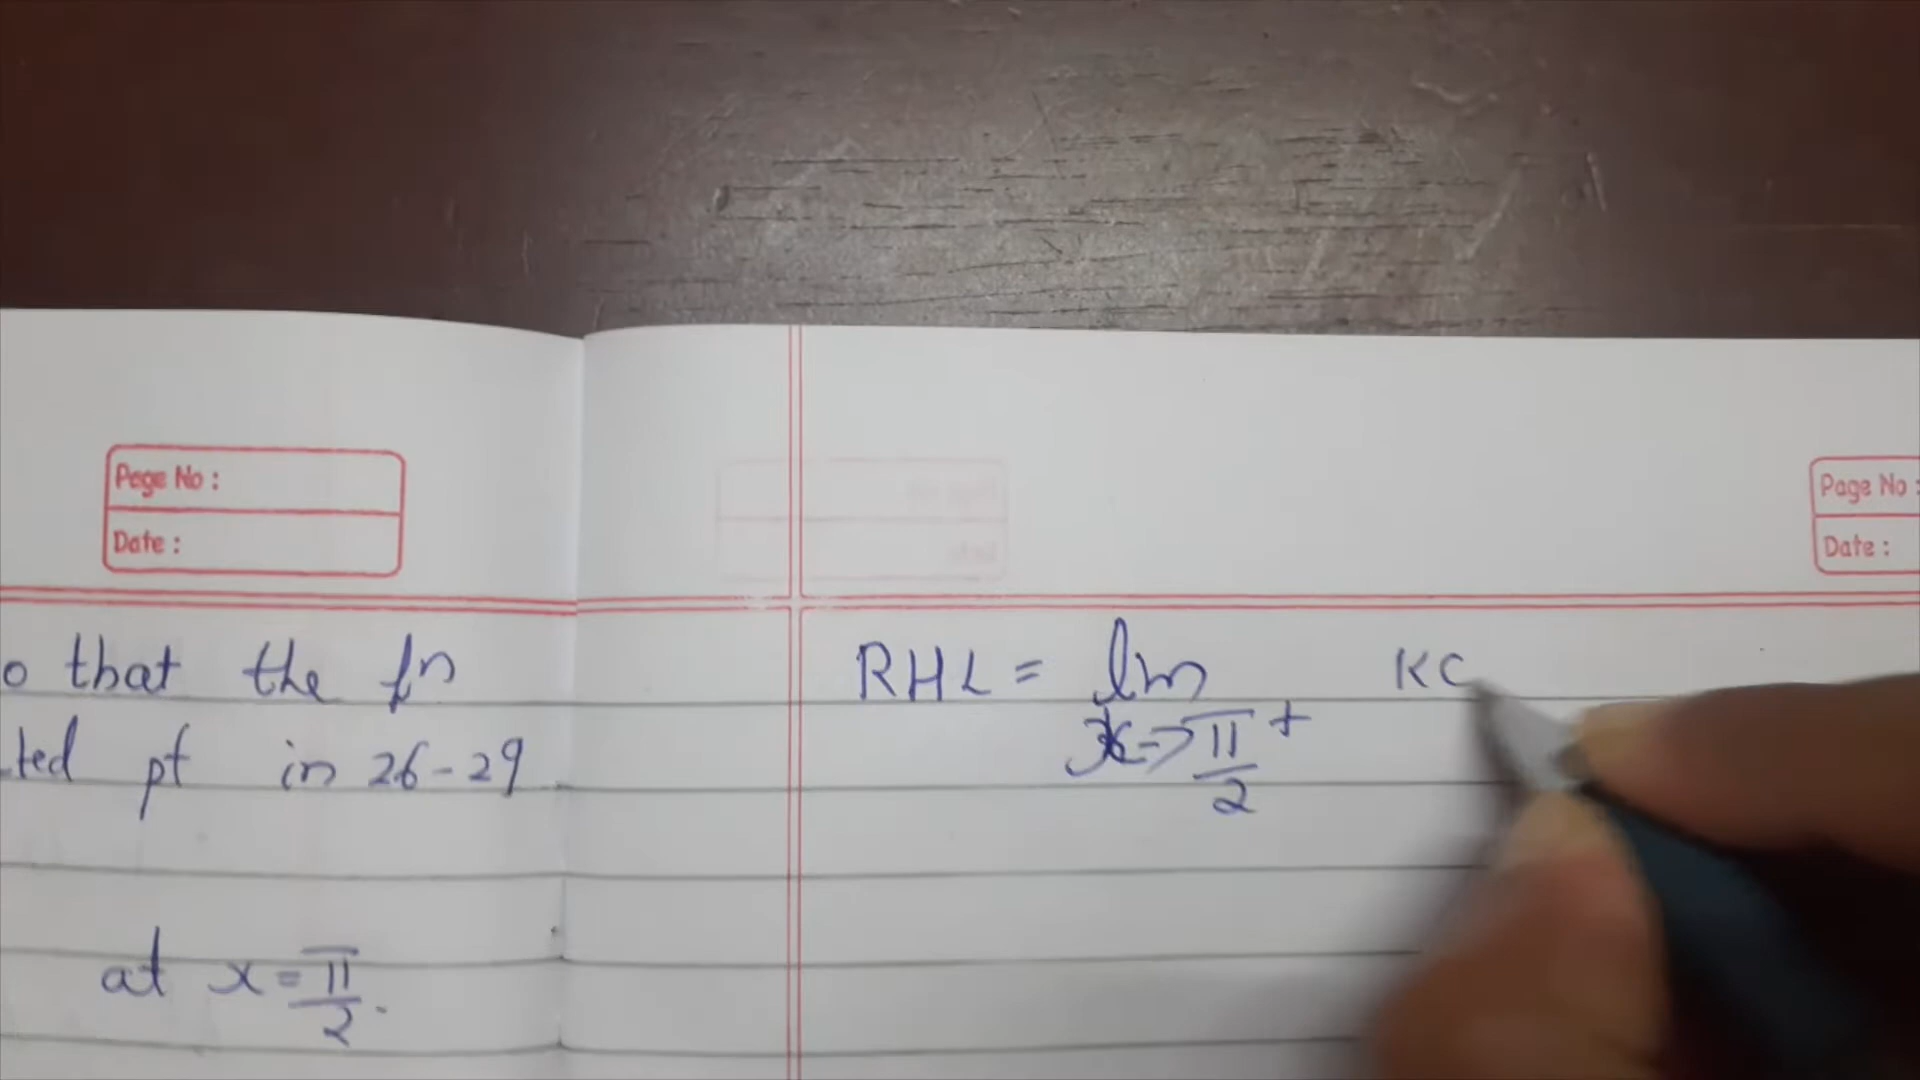 Page No :
Date :
o that the fn
ted pt in 26-29
at x = π/2.
Page No :
Date :
RHL = lim KC
x->π/2 +